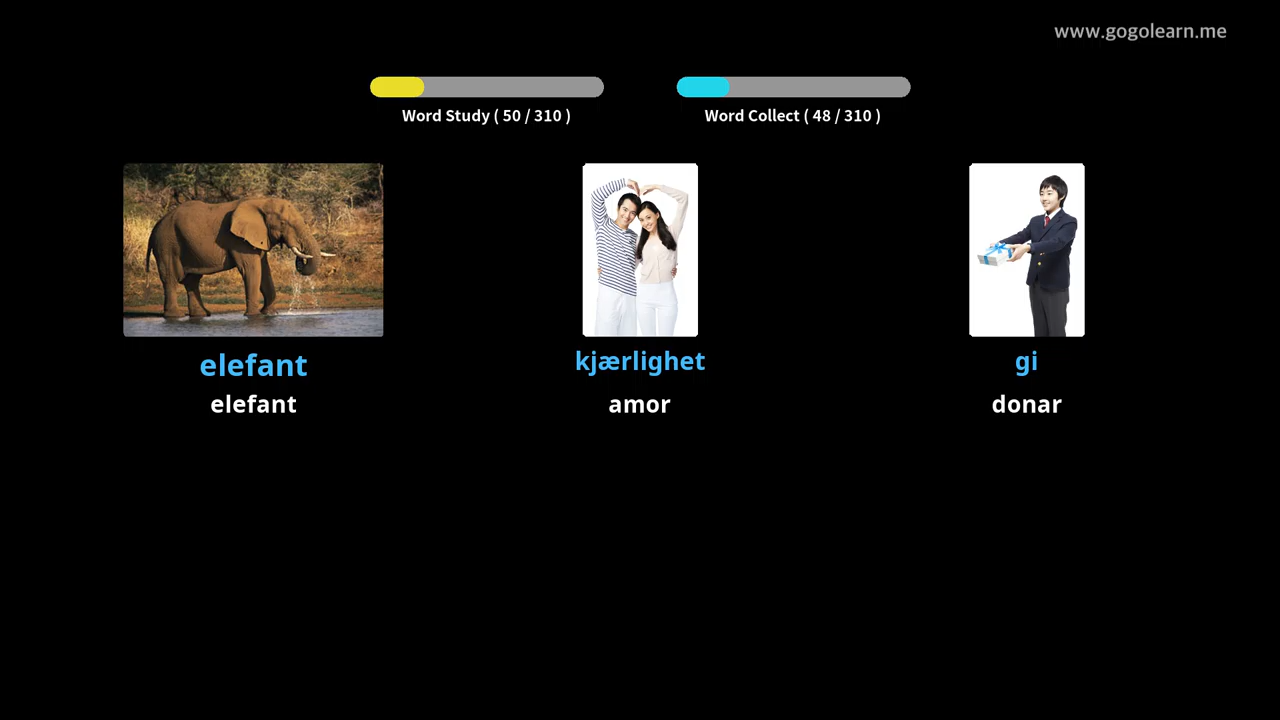 www.gogolearn.me
Word Study ( 50 / 310 )
Word Collect ( 48 / 310 )
elefant
elefant
kjærlighet
amor
gi
donar